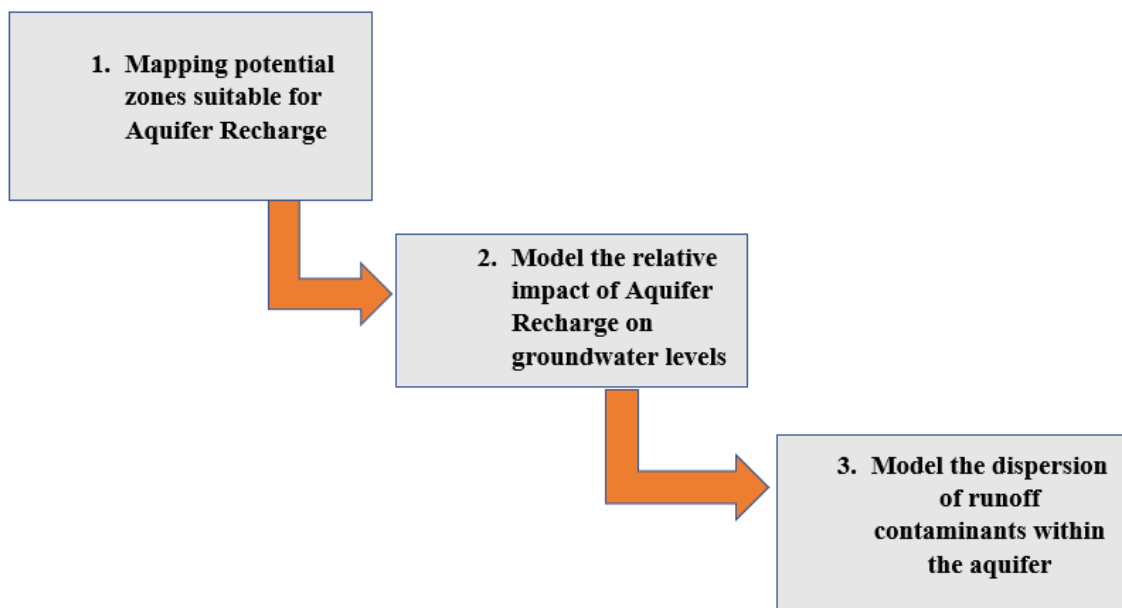 1. Mapping potential
zones suitable for
Aquifer Recharge
2. Model the relative
impact of Aquifer
Recharge on
groundwater levels
3. Model the dispersion
of runoff
contaminants within
the aquifer